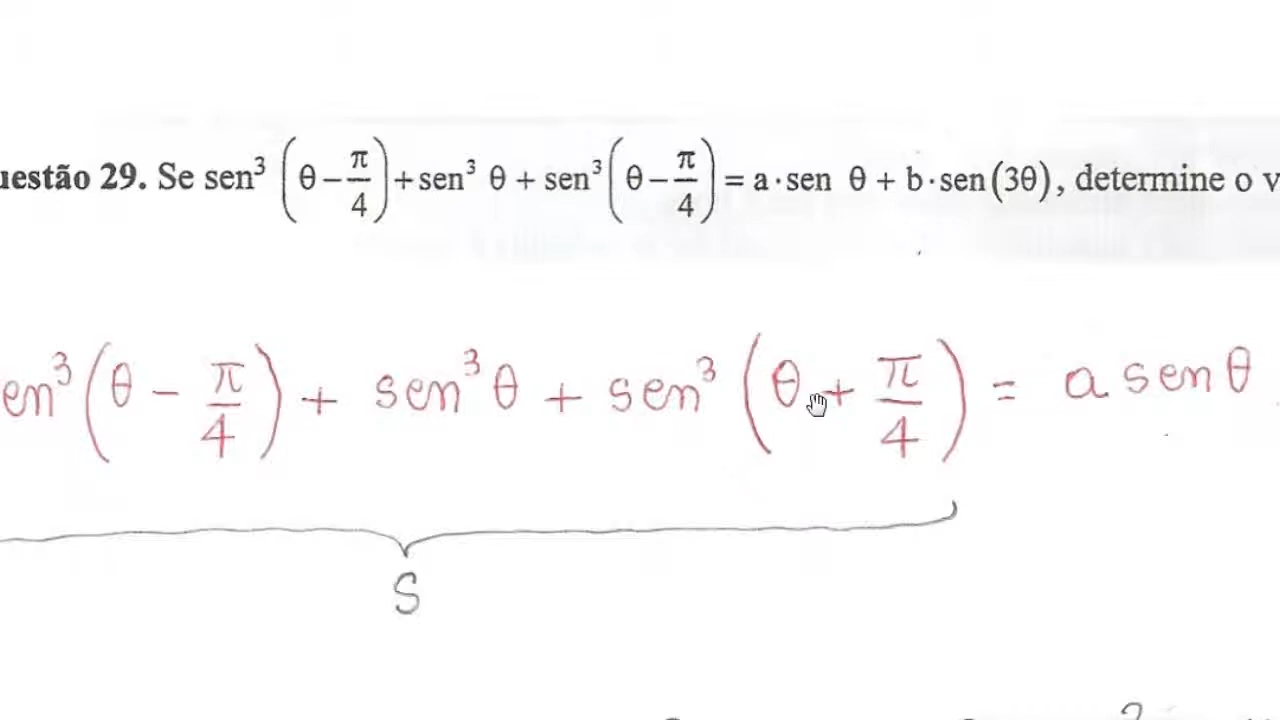 uestão 29. Se sen³ (θ − π/4) + sen³ θ + sen³ (θ − π/4) = a · sen θ + b · sen(3θ), determine o v
en³ (θ − π/4) + sen³ θ + sen³ (θ + π/4) = a sen θ
S